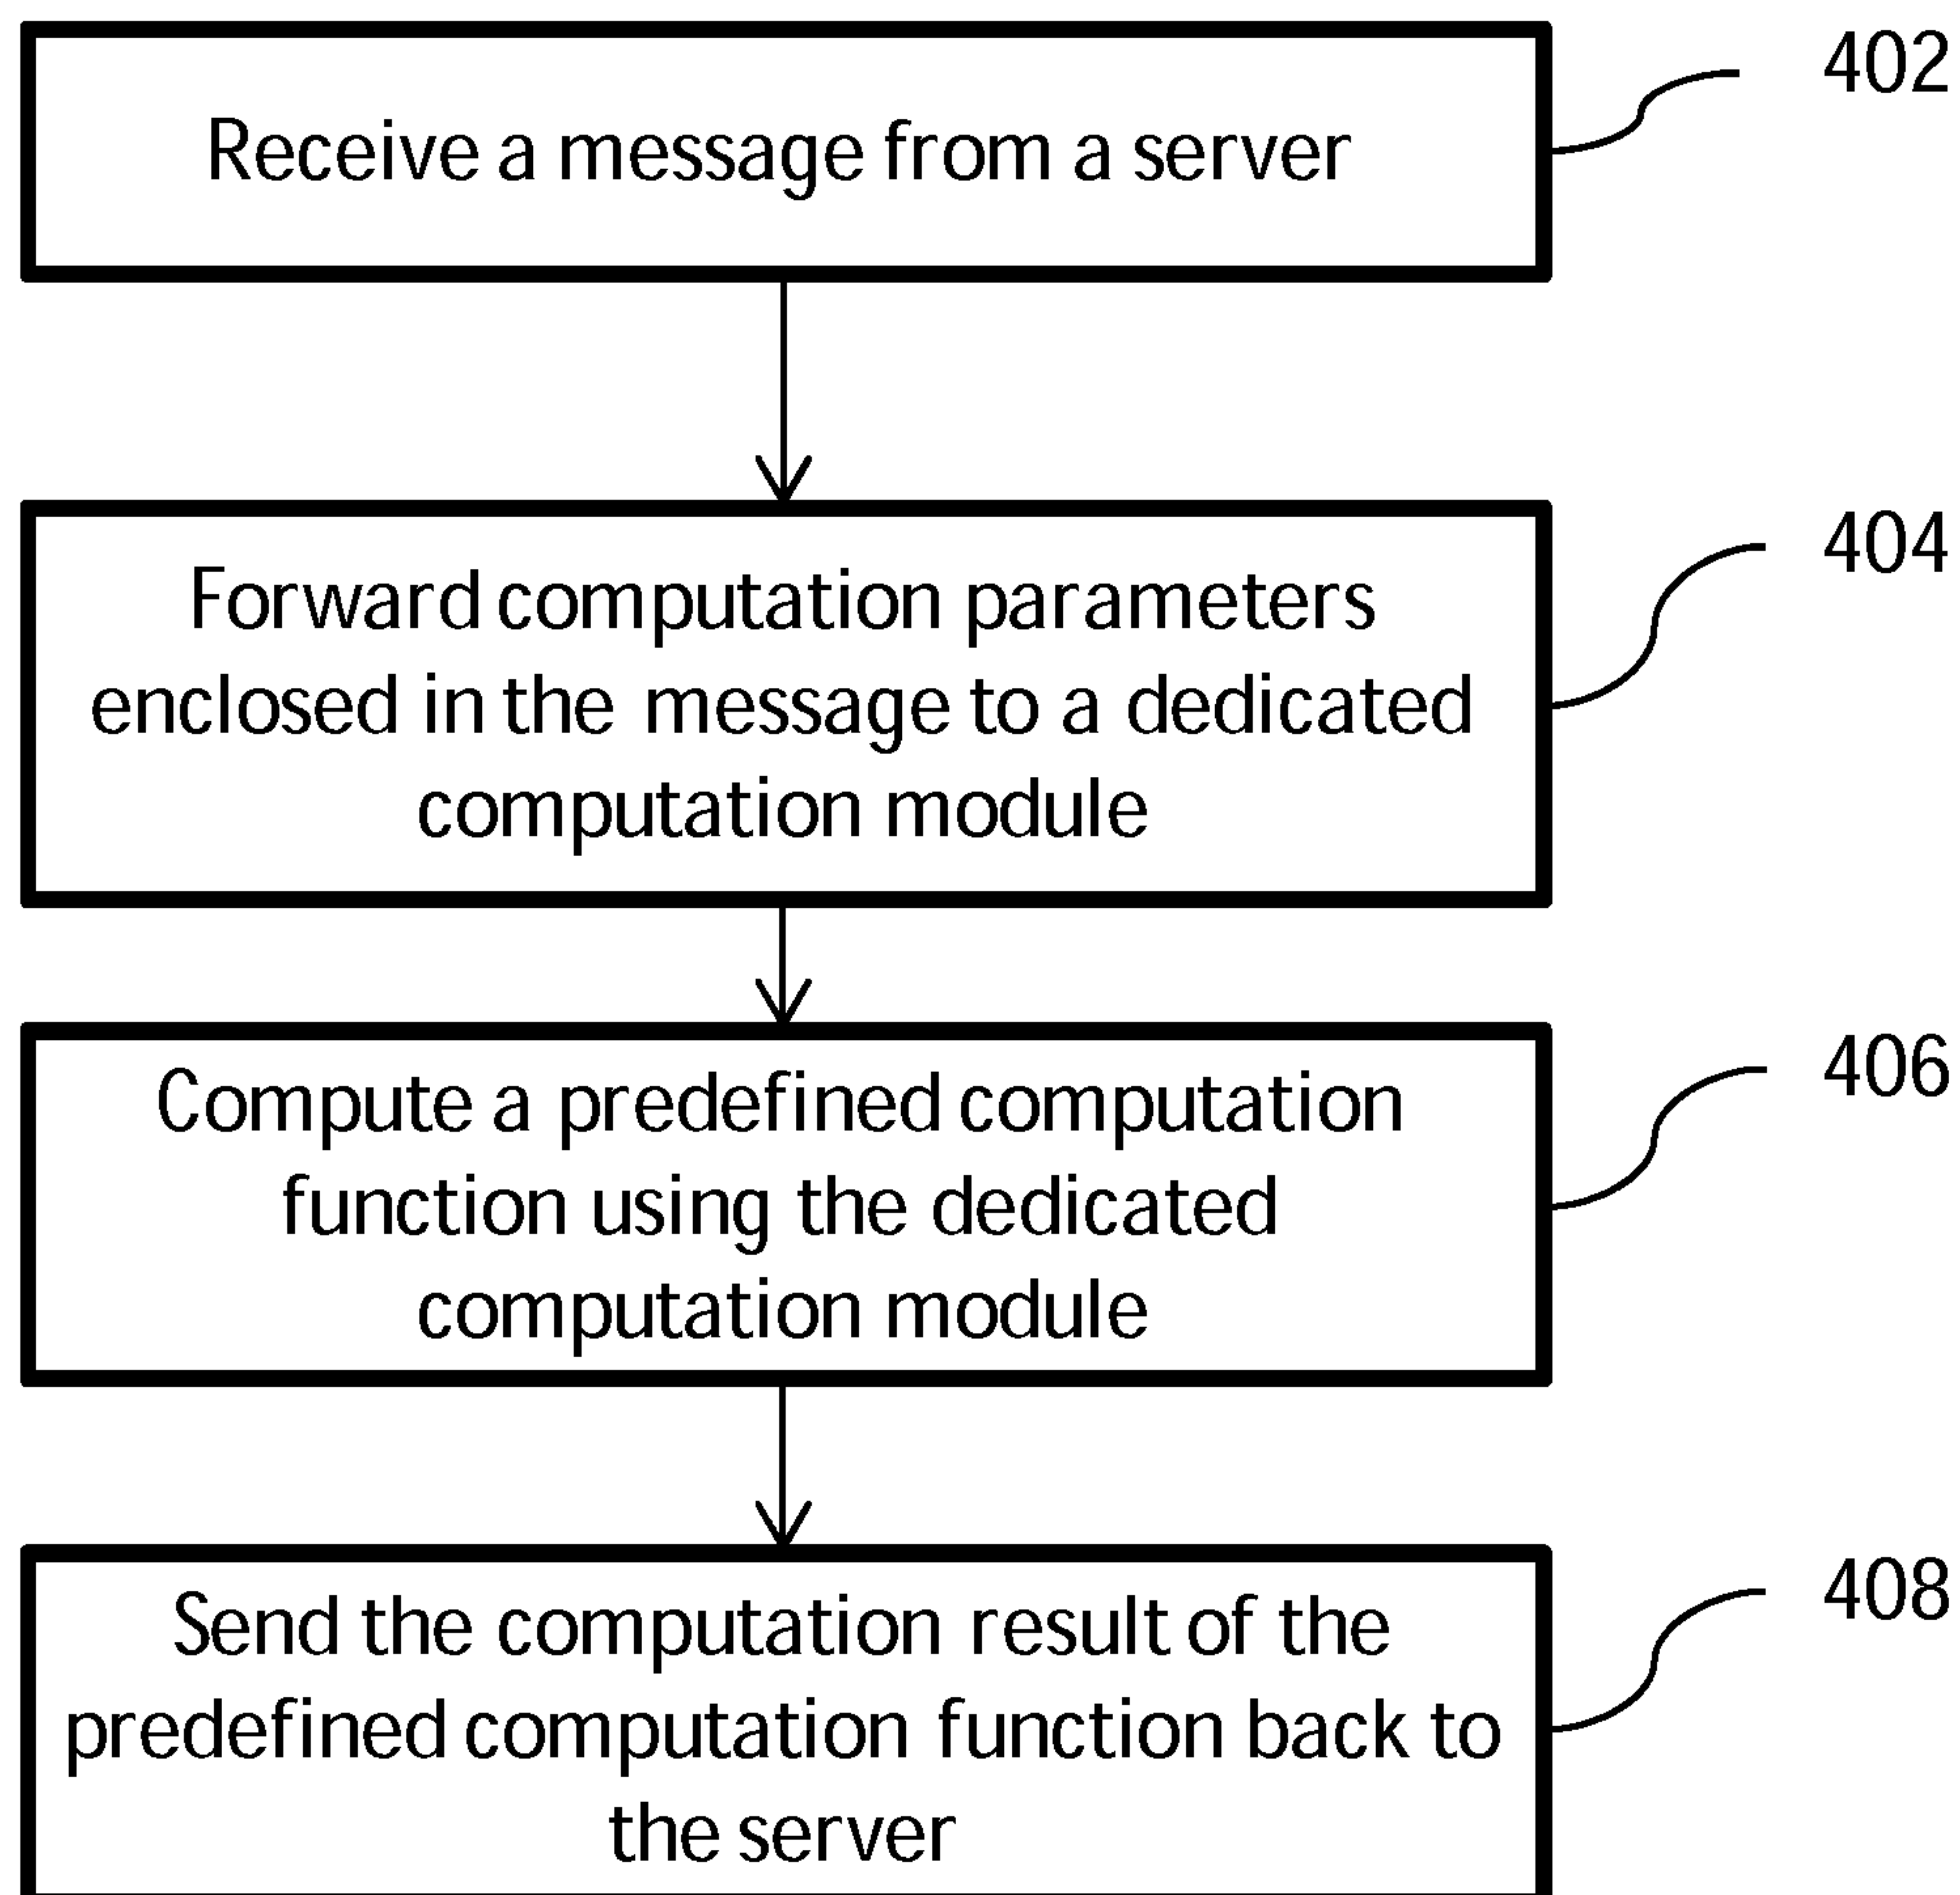 Receive a message from a server
402
Forward computation parameters
enclosed in the message to a dedicated
computation module
404
Compute a predefined computation
function using the dedicated
computation module
406
Send the computation result of the
predefined computation function back to
the server
408